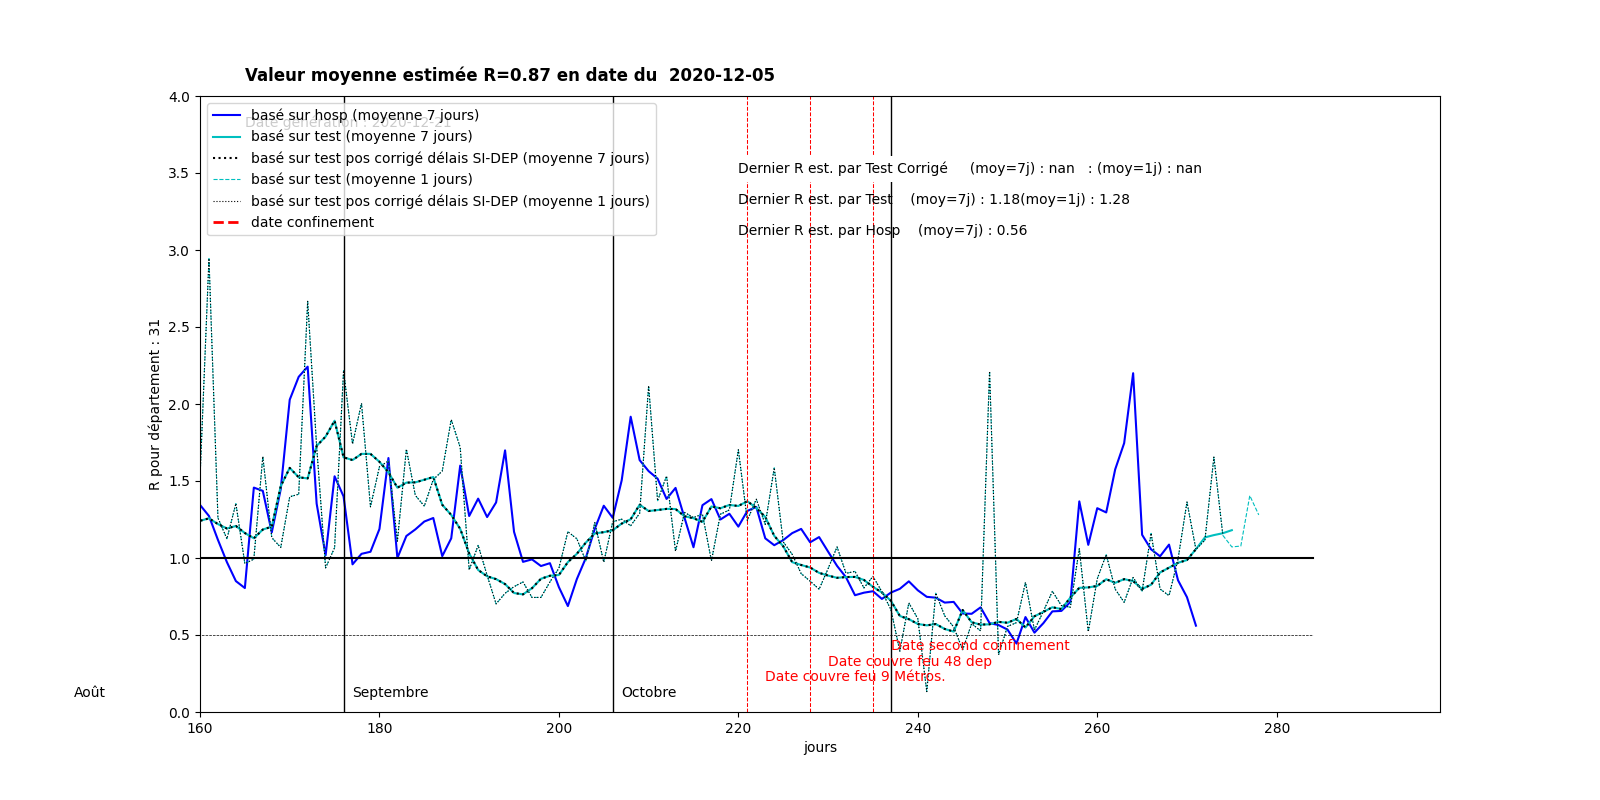 Valeur moyenne estimée R=0.87 en date du  2020-12-05
Date génération : 2020-12-21
basé sur hosp (moyenne 7 jours)
basé sur test (moyenne 7 jours)
basé sur test pos corrigé délais SI-DEP (moyenne 7 jours)
basé sur test (moyenne 1 jours)
basé sur test pos corrigé délais SI-DEP (moyenne 1 jours)
date confinement
Dernier R est. par Test Corrigé     (moy=7j) : nan   : (moy=1j) : nan
Dernier R est. par Test    (moy=7j) : 1.18(moy=1j) : 1.28
Dernier R est. par Hosp    (moy=7j) : 0.56
4.0
3.5
3.0
2.5
2.0
1.5
1.0
0.5
0.0
R pour département : 31
Date second confinement
Date couvre feu 48 dep
Date couvre feu 9 Métros.
Août
Septembre
Octobre
160
180
200
220
240
260
280
jours